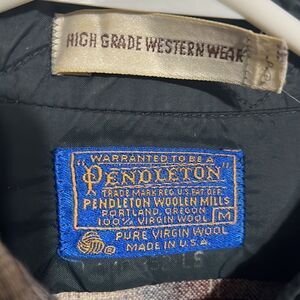 HIGH GRADE WESTERN WEAR
"WARRANTED TO BE A
PENDLETON"
TRADE MARK REG. U.S. PAT. OFF.
PENDLETON WOOLEN MILLS
PORTLAND, OREGON
100% VIRGIN WOOL
M
PURE VIRGIN WOOL
MADE IN U.S.A.